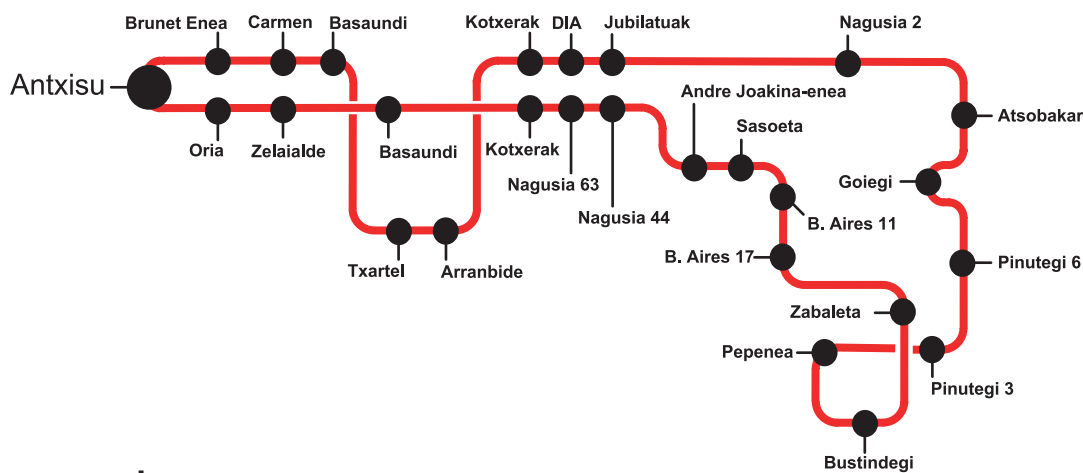 Brunet Enea
Carmen
Basaundi
Kotxerak
DIA
Jubilatuak
Nagusia 2
Antxisu
Andre Joakina-enea
Atsobakar
Sasoeta
Oria
Zelaialde
Basaundi
Kotxerak
Nagusia 63
Goiegi
Nagusia 44
B. Aires 11
Txartel
Arranbide
B. Aires 17
Pinutegi 6
Zabaleta
Pepenea
Pinutegi 3
Bustindegi